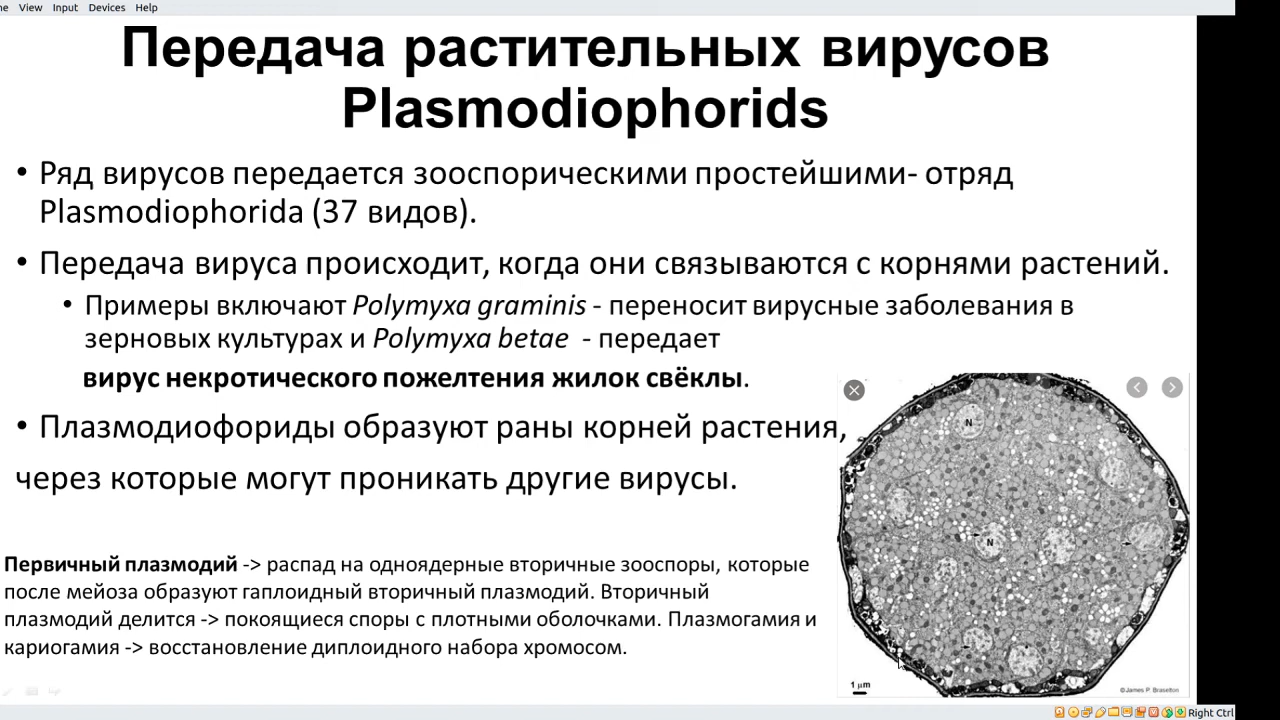 ne View Input Devices Help
Передача растительных вирусов
Plasmodiophorids
• Ряд вирусов передается зооспорическими простейшими- отряд
Plasmodiophorida (37 видов).
• Передача вируса происходит, когда они связываются с корнями растений.
• Примеры включают Polymyxa graminis - переносит вирусные заболевания в
зерновых культурах и Polymyxa betae - передает
вирус некротического пожелтения жилок свёклы.
• Плазмодиофориды образуют раны корней растения,
через которые могут проникать другие вирусы.
Первичный плазмодий -> распад на одноядерные вторичные зооспоры, которые
после мейоза образуют гаплоидный вторичный плазмодий. Вторичный
плазмодий делится -> покоящиеся споры с плотными оболочками. Плазмогамия и
кариогамия -> восстановление диплоидного набора хромосом.
N
N
1 µm
©James P. Braselton
Right Ctrl